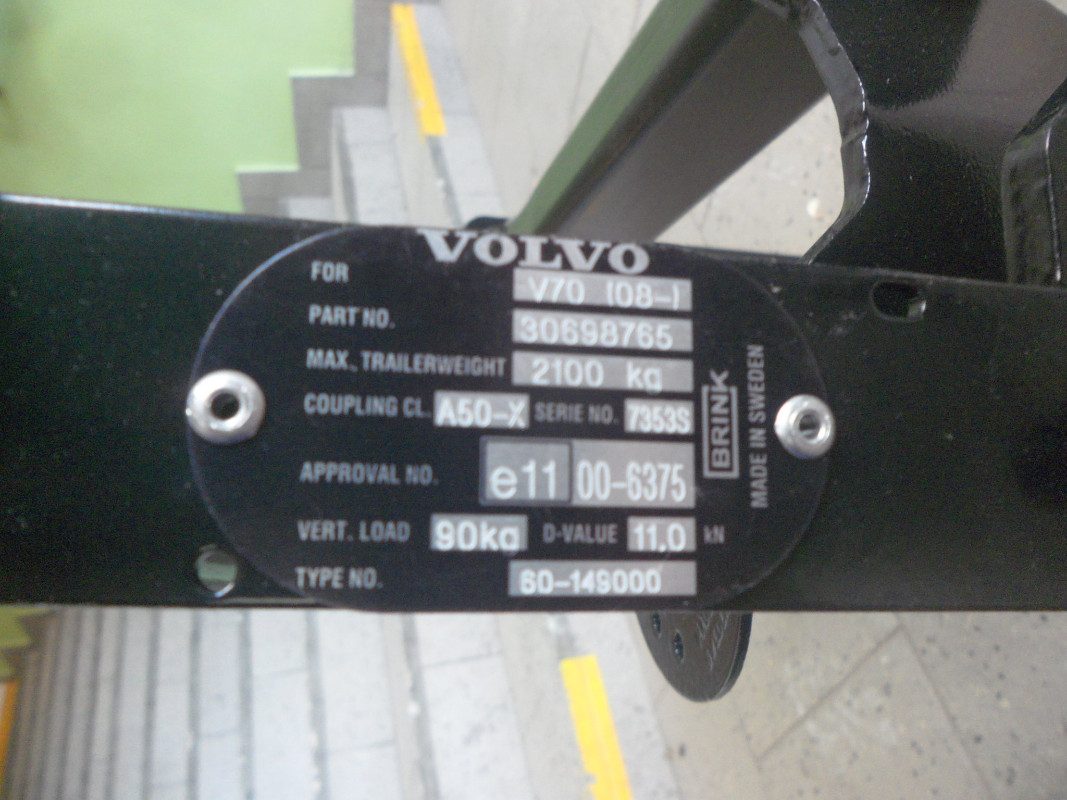 VOLVO
FOR V70 (08-)
PART NO. 30698765
MAX. TRAILERWEIGHT 2100 kg
COUPLING CL. A50-X SERIE NO. 7353S
APPROVAL NO. e11 00-6375
VERT. LOAD 90kg D-VALUE 11,0 kN
TYPE NO. 60-149000
BRINK
MADE IN SWEDEN